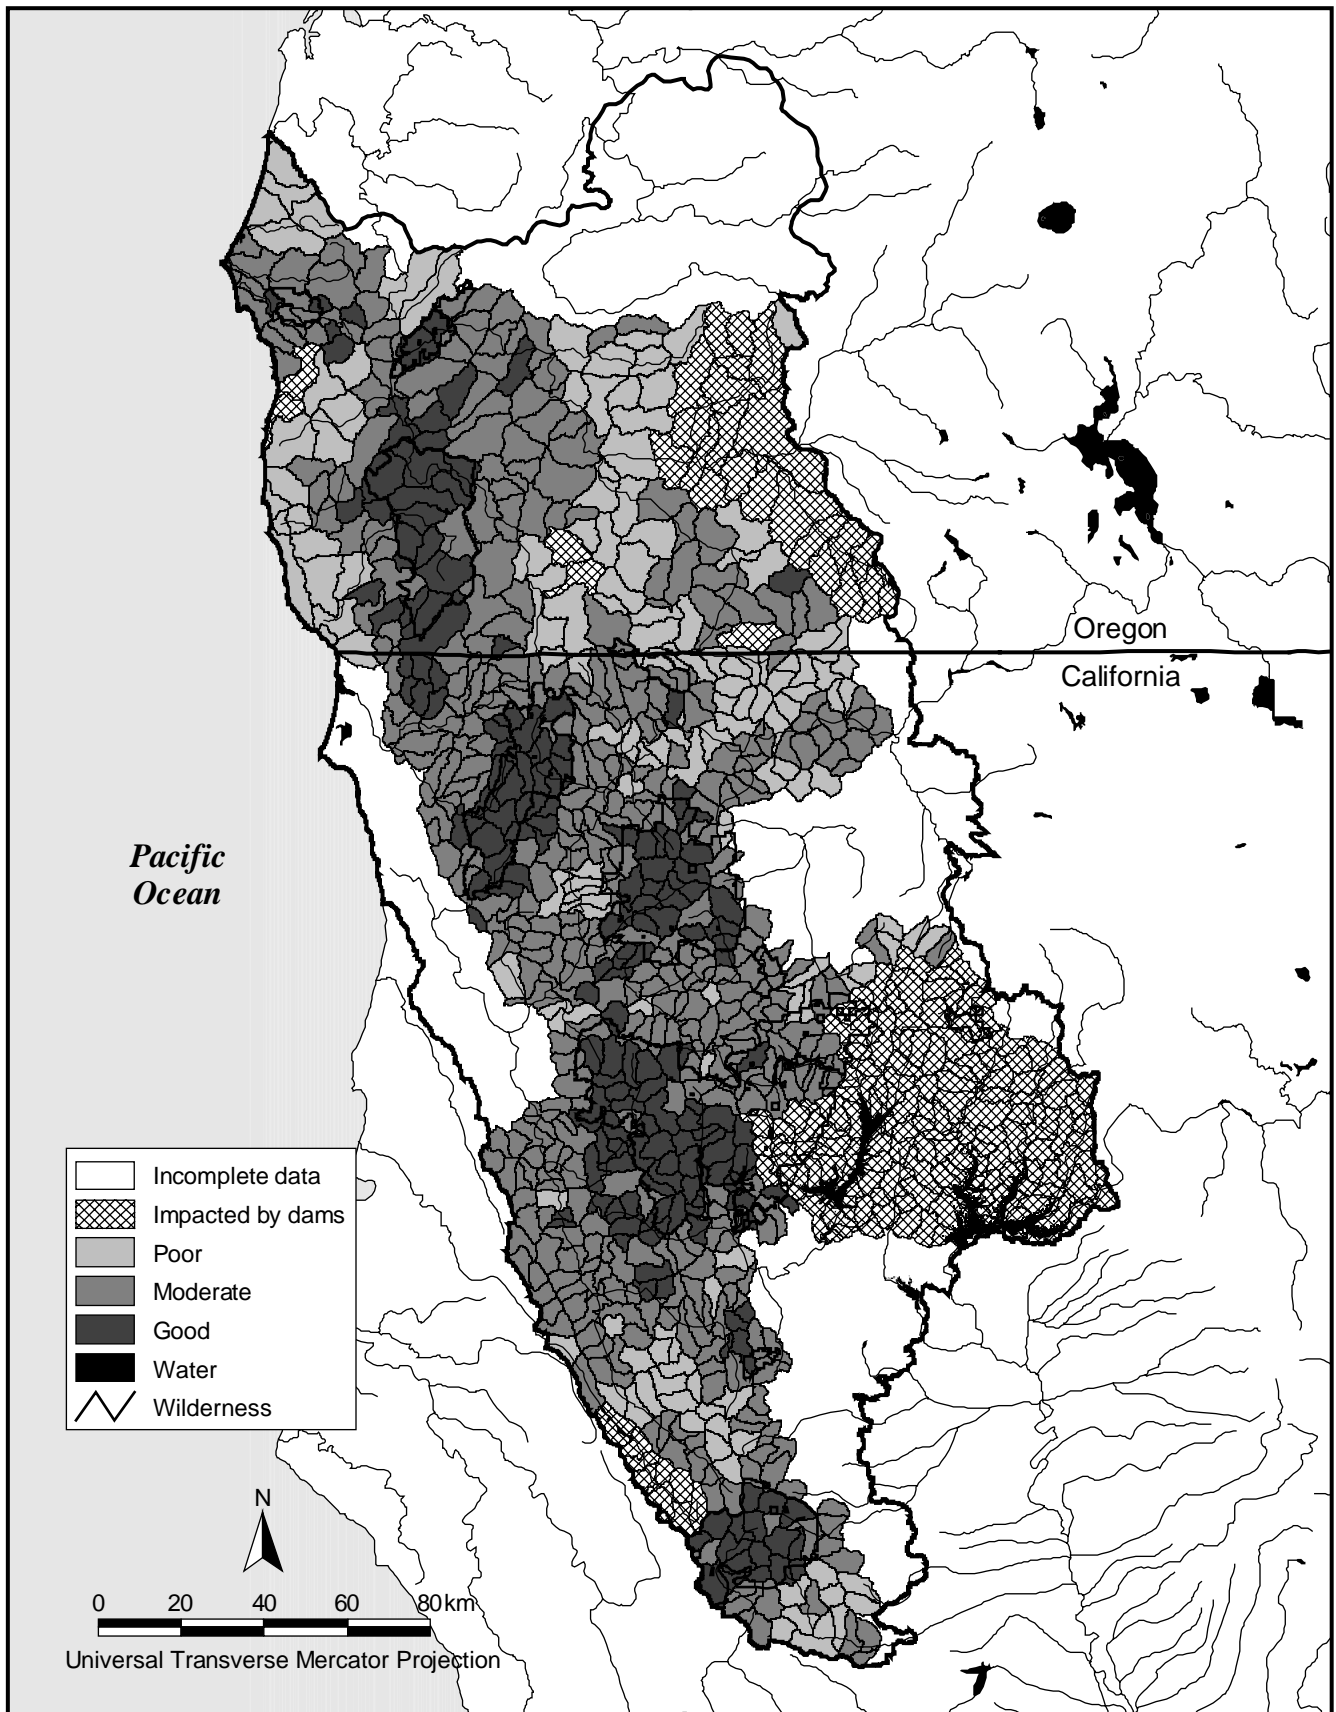 Oregon
California
Pacific
Ocean
Incomplete data
Impacted by dams
Poor
Moderate
Good
Water
Wilderness
N
0 20 40 60 80km
Universal Transverse Mercator Projection